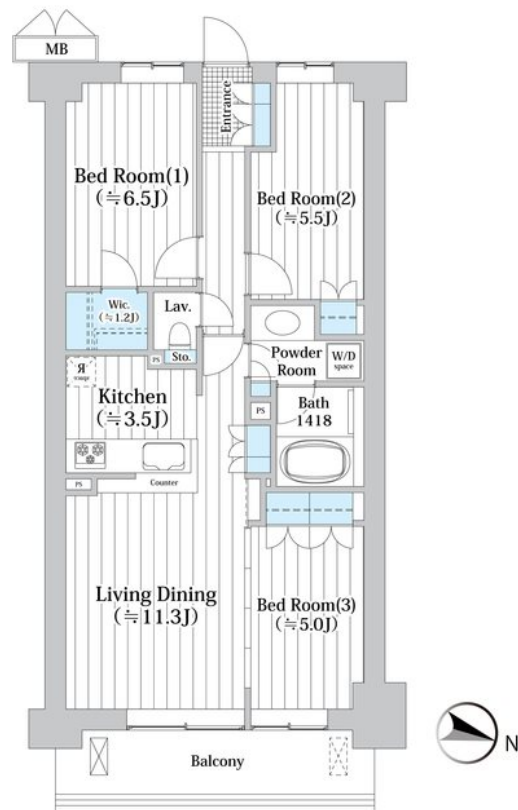 MB
Entrance
Bed Room(1)
(≒6.5J)
Bed Room(2)
(≒5.5J)
Wic.
(≒1.2J)
Lav.
Sto.
PS
Powder
Room
W/D
space
R
space
Kitchen
(≒3.5J)
PS
Bath
1418
PS
Counter
Living Dining
(≒11.3J)
Bed Room(3)
(≒5.0J)
Balcony
N